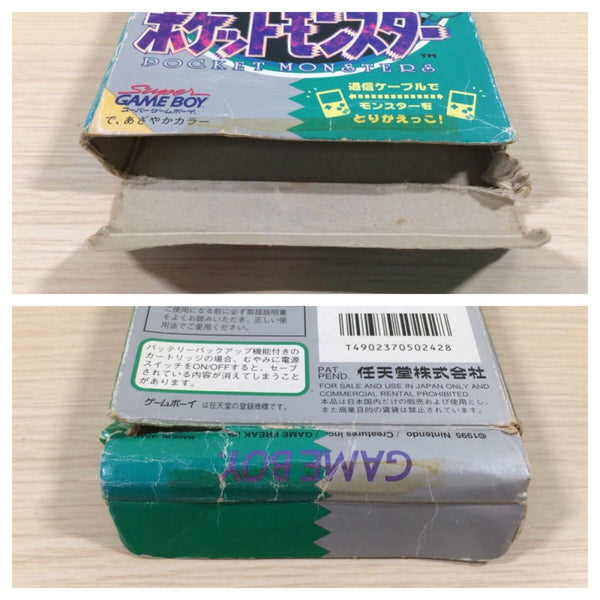 ポケットモンスター
POCKET MONSTERS
TM
Super
GAME BOY
スーパーゲームボーイ
で、あざやかカラー
通信ケーブルで
モンスターを
とりかえっこ!
ご使用になる前に必ず取扱説明書
をよくお読みいただき、正しい使
用法でご愛用ください。
バッテリーバックアップ機能付きの
カートリッジの場合、むやみに電源
スイッチをON/OFFすると、セーブ
されている内容が消えてしまうこと
があります。
ゲームボーイ は任天堂の登録商標です。
T4902370502428
PAT.
PEND. 任天堂株式会社
FOR SALE AND USE IN JAPAN ONLY AND
COMMERCIAL RENTAL PROHIBITED.
本品は日本国内だけの販売および使用とし、
また商業目的の賃貸は禁止されています。
©1995 Nintendo / Creatures inc. / GAME FREAK
MADE IN
GAME BOY